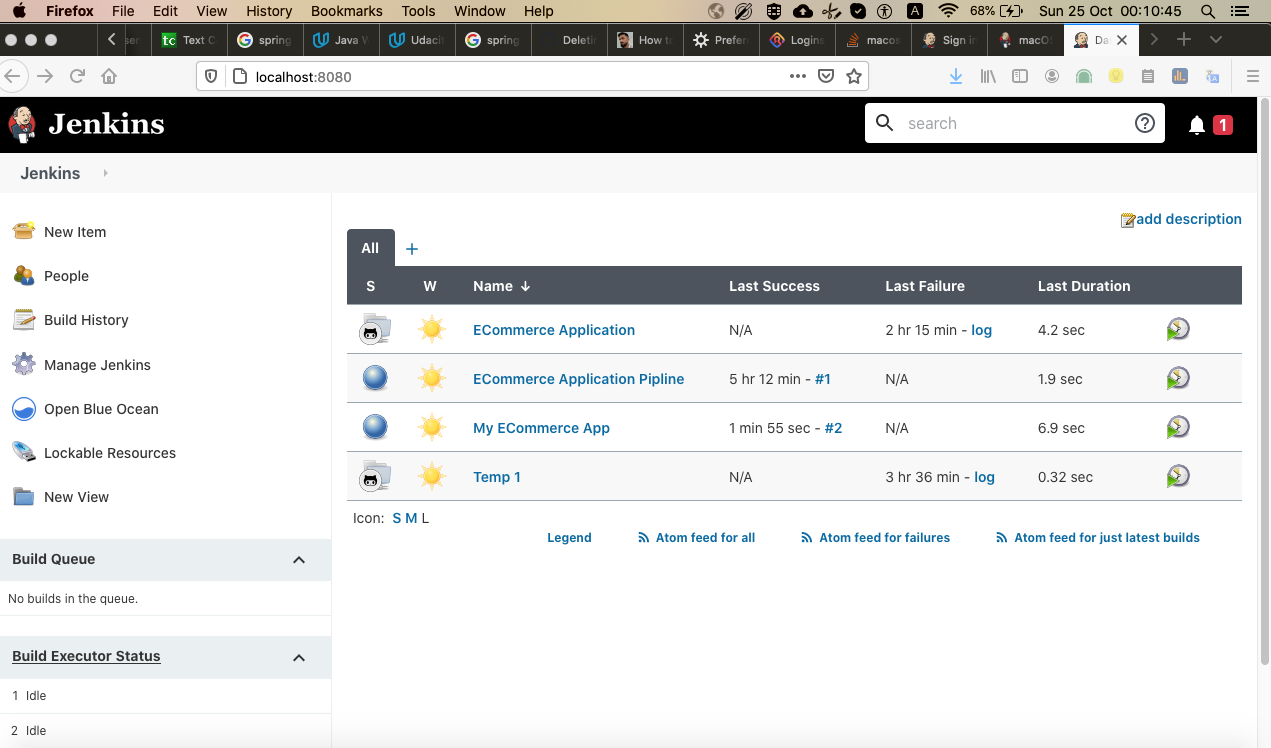 Firefox File Edit View History Bookmarks Tools Window Help A 68% Sun 25 Oct 00:10:45
ser tc Text C G spring Java W Udaci G spring Deletin How to Prefer Logins macos Sign in macOS Da
localhost:8080
Jenkins search 1
Jenkins
add description
New Item
People
Build History
Manage Jenkins
Open Blue Ocean
Lockable Resources
New View
All +
S W Name ↓ Last Success Last Failure Last Duration
ECommerce Application N/A 2 hr 15 min - log 4.2 sec
ECommerce Application Pipline 5 hr 12 min - #1 N/A 1.9 sec
My ECommerce App 1 min 55 sec - #2 N/A 6.9 sec
Temp 1 N/A 3 hr 36 min - log 0.32 sec
Icon: S M L
Legend Atom feed for all Atom feed for failures Atom feed for just latest builds
Build Queue
No builds in the queue.
Build Executor Status
1 Idle
2 Idle